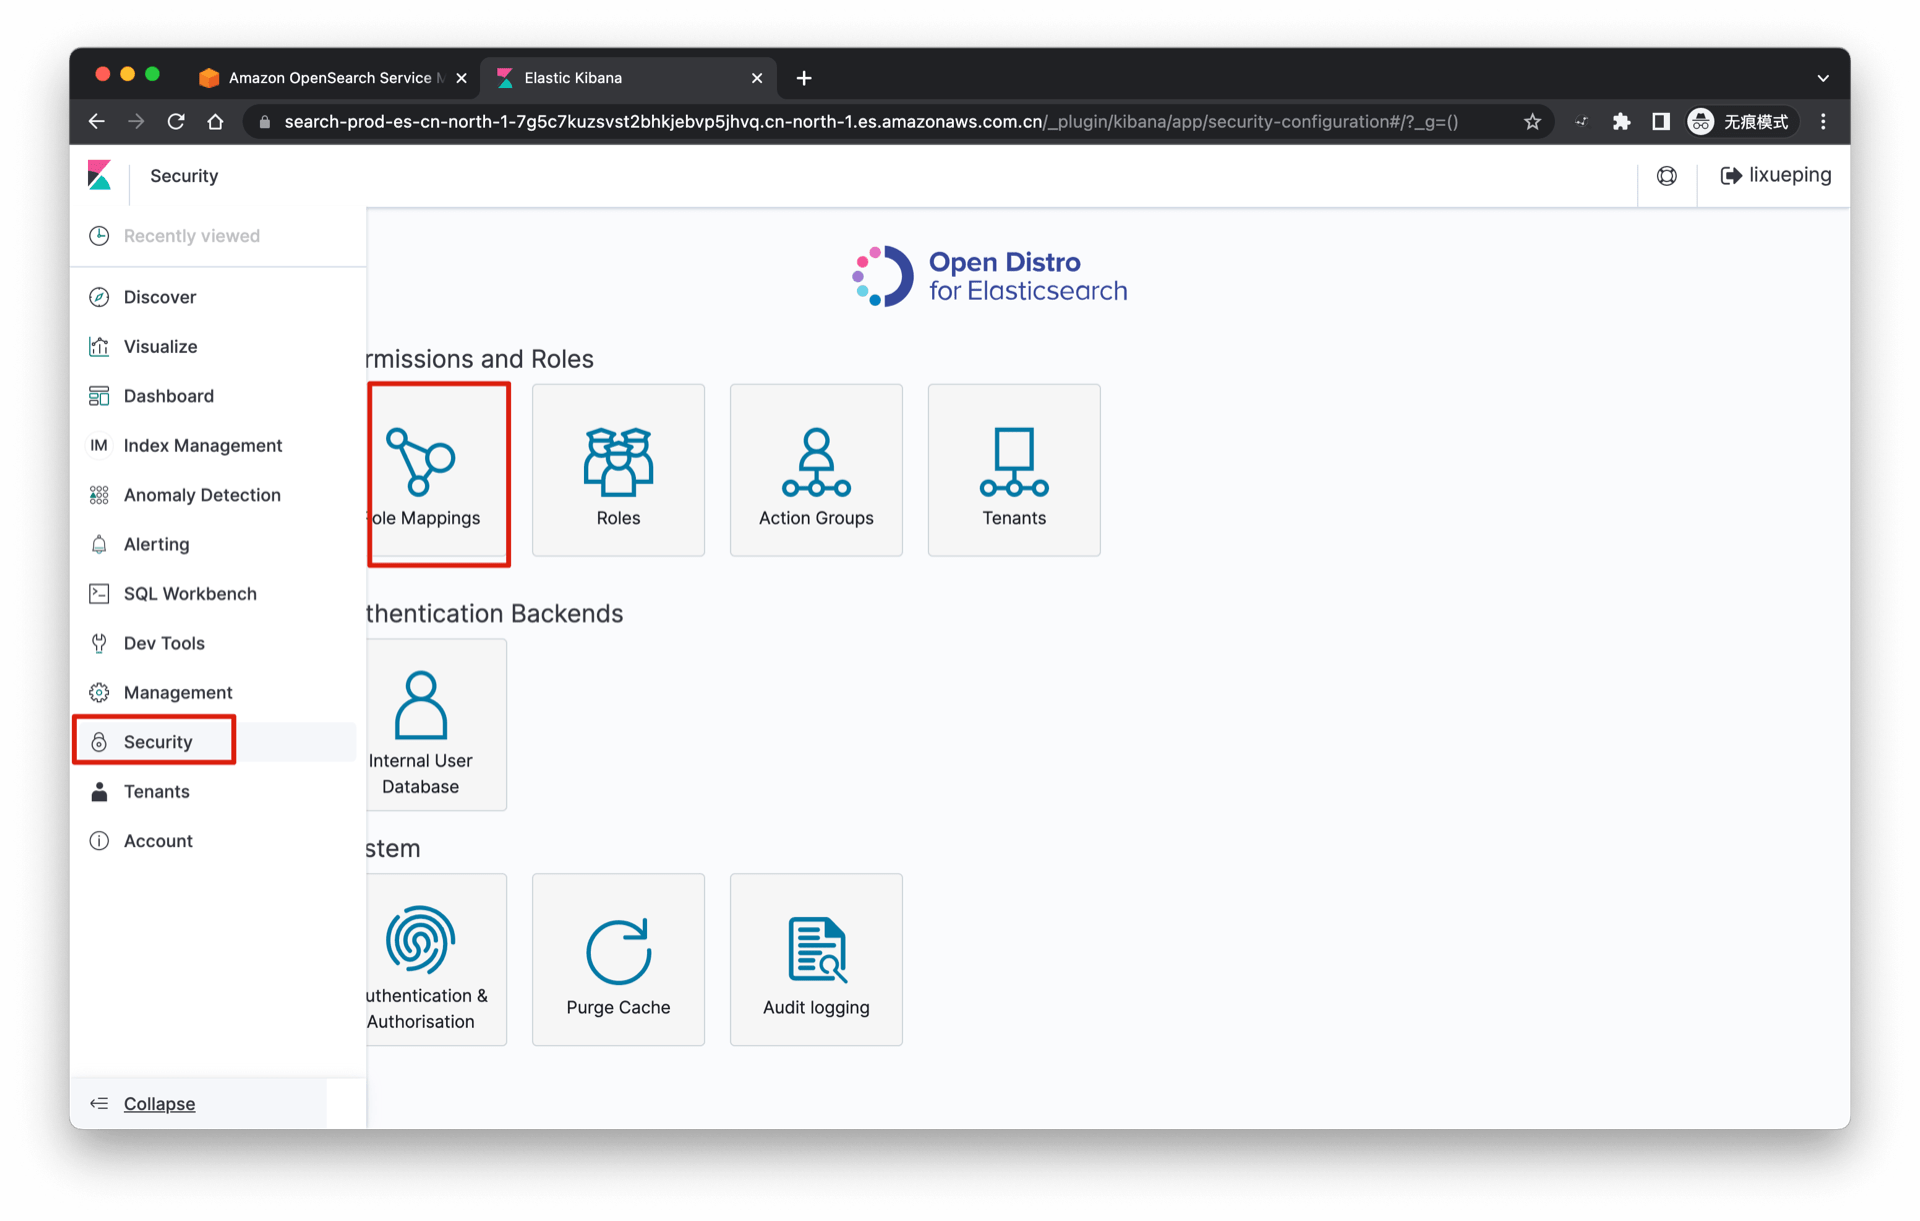 Amazon OpenSearch Service M
Elastic Kibana
search-prod-es-cn-north-1-7g5c7kuzsvst2bhkjebvp5jhvq.cn-north-1.es.amazonaws.com.cn/_plugin/kibana/app/security-configuration#/?_g=()
无痕模式
Security
lixueping
Recently viewed
Discover
Visualize
Dashboard
IM Index Management
Anomaly Detection
Alerting
SQL Workbench
Dev Tools
Management
Security
Tenants
Account
Collapse
Open Distro
for Elasticsearch
rmissions and Roles
ole Mappings
Roles
Action Groups
Tenants
thentication Backends
Internal User
Database
stem
uthentication &
Authorisation
Purge Cache
Audit logging